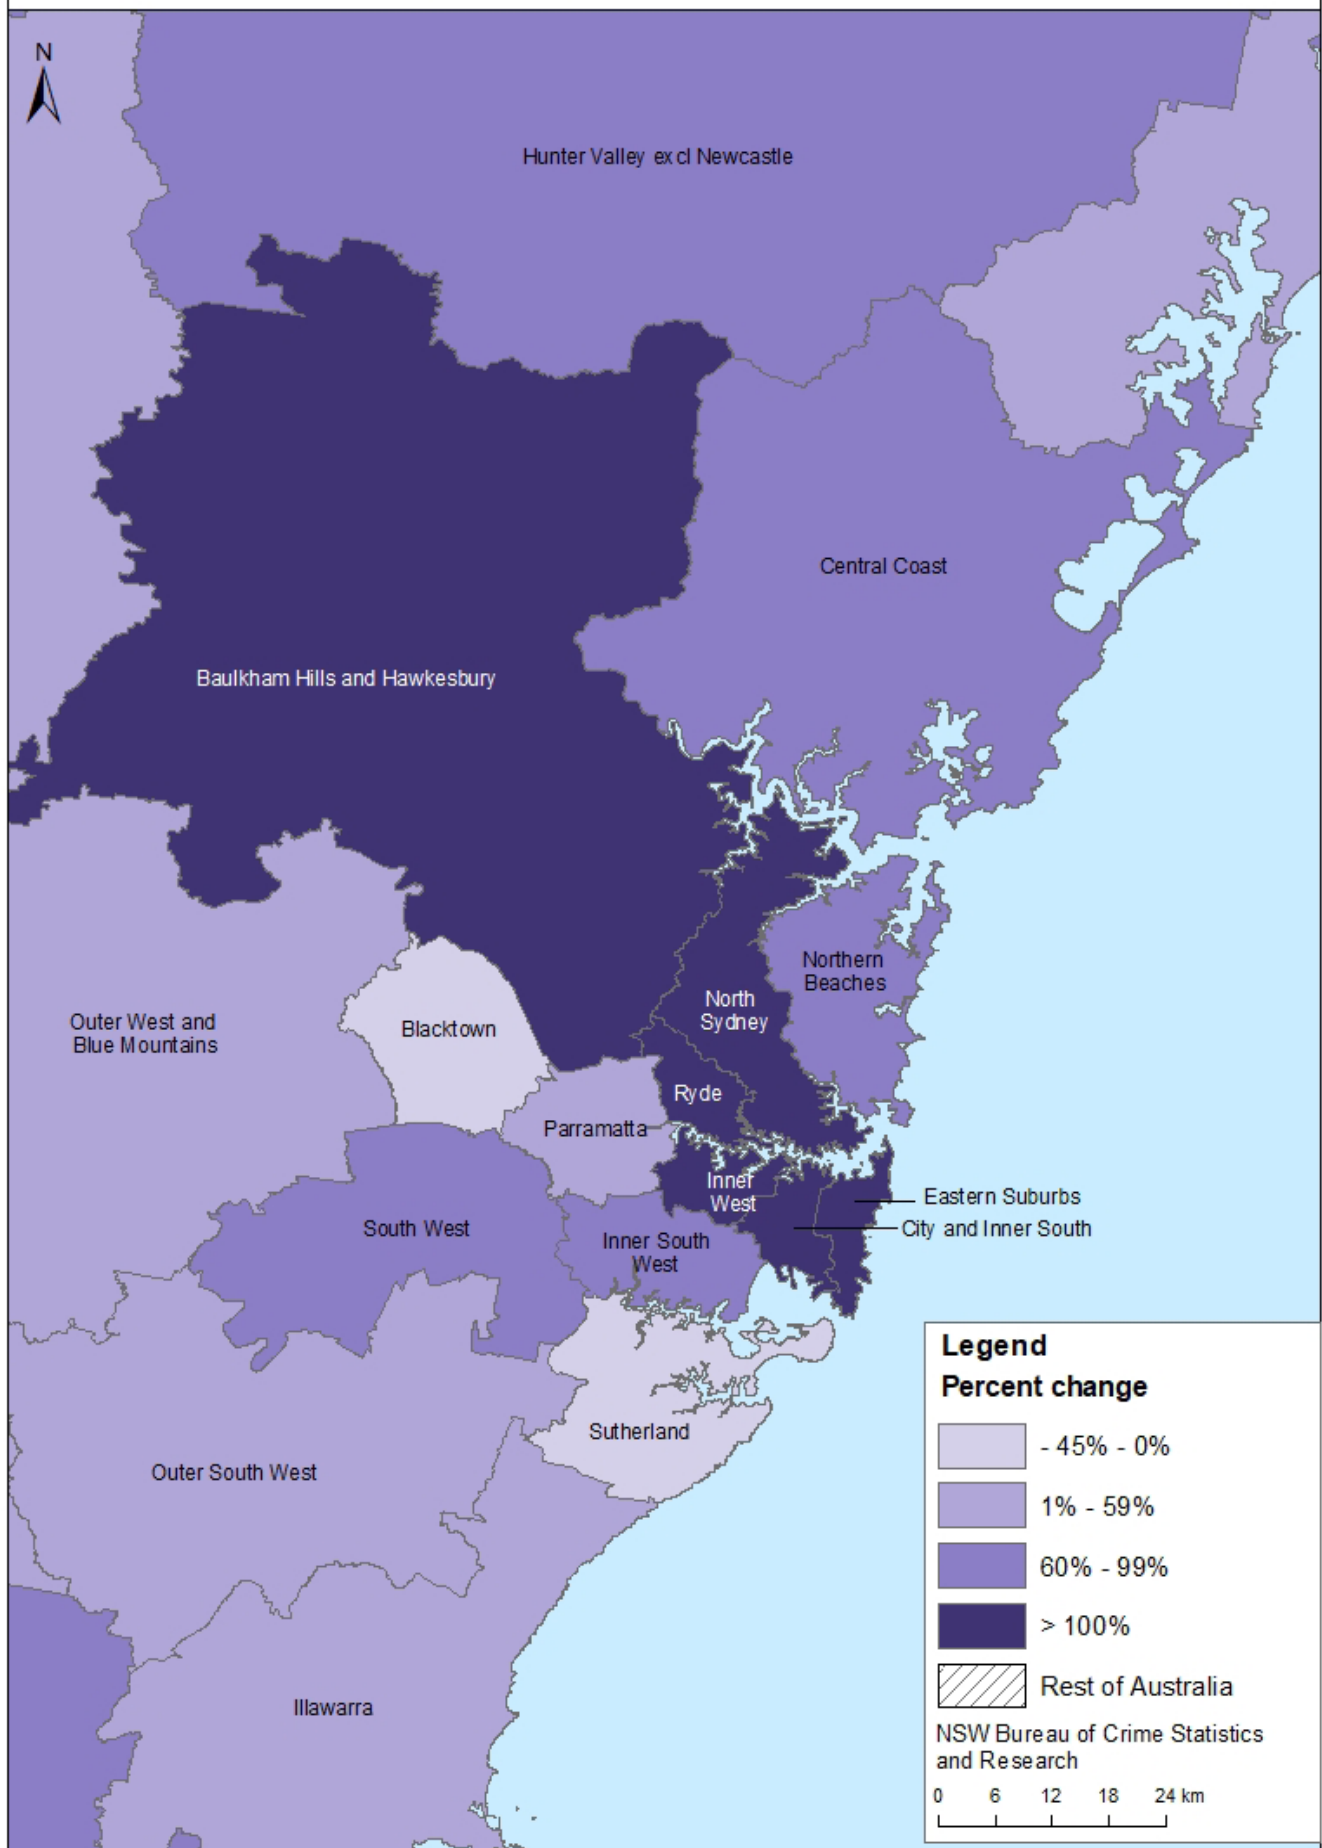 N
Hunter Valley excl Newcastle
Central Coast
Baulkham Hills and Hawkesbury
Northern
Beaches
North
Sydney
Outer West and
Blue Mountains
Blacktown
Ryde
Parramatta
Inner
West
Eastern Suburbs
City and Inner South
South West
Inner South
West
Sutherland
Outer South West
Illawarra
Legend
Percent change
- 45% - 0%
1% - 59%
60% - 99%
> 100%
Rest of Australia
NSW Bureau of Crime Statistics
and Research
0 6 12 18 24 km